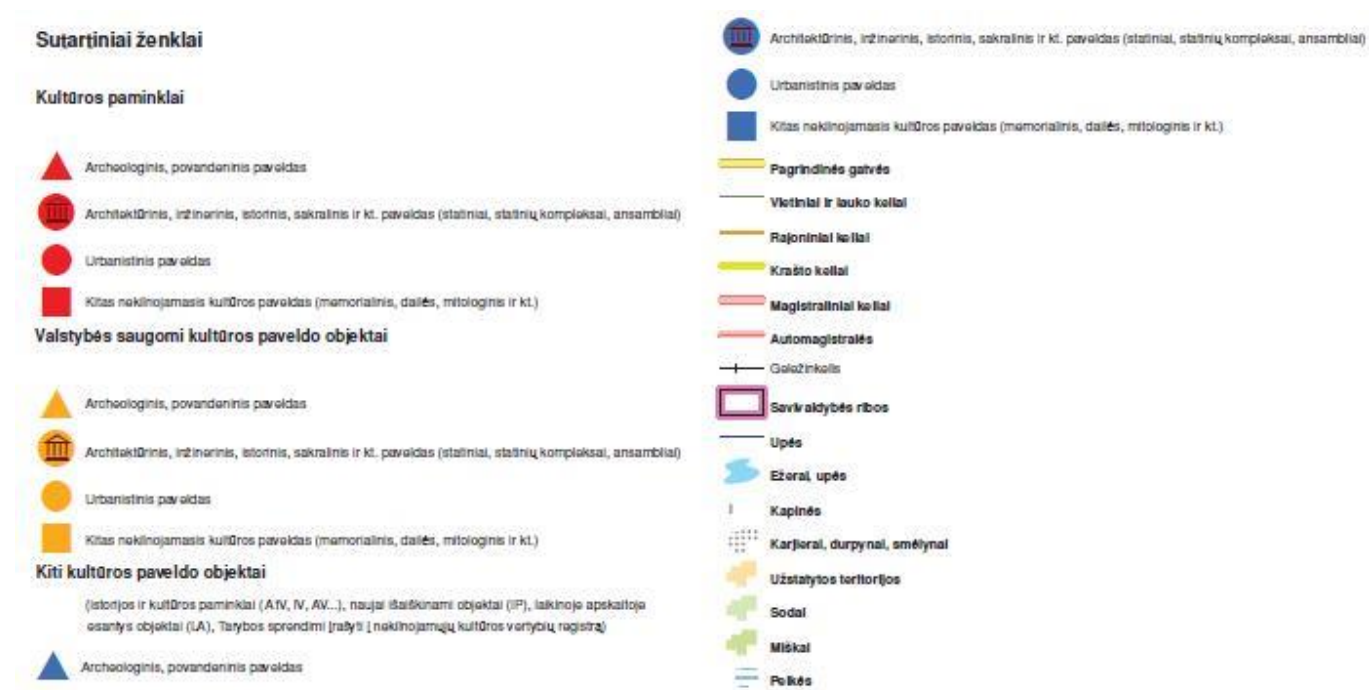 Sutartiniai ženklai
Kultūros paminklai
Archeologinis, povandeninis paveldas
Architektūrinis, inžinerinis, istorinis, sakralinis ir kt. paveldas (statiniai, statinių kompleksai, ansambliai)
Urbanistinis paveldas
Kitas nekilnojamasis kultūros paveldas (memorialinis, dailės, mitologinis ir kt.)
Valstybės saugomi kultūros paveldo objektai
Archeologinis, povandeninis paveldas
Architektūrinis, inžinerinis, istorinis, sakralinis ir kt. paveldas (statiniai, statinių kompleksai, ansambliai)
Urbanistinis paveldas
Kitas nekilnojamasis kultūros paveldas (memorialinis, dailės, mitologinis ir kt.)
Kiti kultūros paveldo objektai
(Istorijos ir kultūros paminklai (AtV, IV, AV...), naujai išaiškinami objektai (IP), laikinoje apskaitoje
esantys objektai (LA), Tarybos sprendimi įrašyti į nekilnojamųjų kultūros vertybių registrą)
Archeologinis, povandeninis paveldas
Architektūrinis, inžinerinis, istorinis, sakralinis ir kt. paveldas (statiniai, statinių kompleksai, ansambliai)
Urbanistinis paveldas
Kitas nekilnojamasis kultūros paveldas (memorialinis, dailės, mitologinis ir kt.)
Pagrindinės gatvės
Vietiniai ir lauko keliai
Rajoniniai keliai
Krašto keliai
Magistraliniai keliai
Automagistralės
Geležinkelis
Savivaldybės ribos
Upės
Ežerai, upės
Kapinės
Karjerai, durpynai, smėlynai
Užstatytos teritorijos
Sodai
Miškai
Pelkės